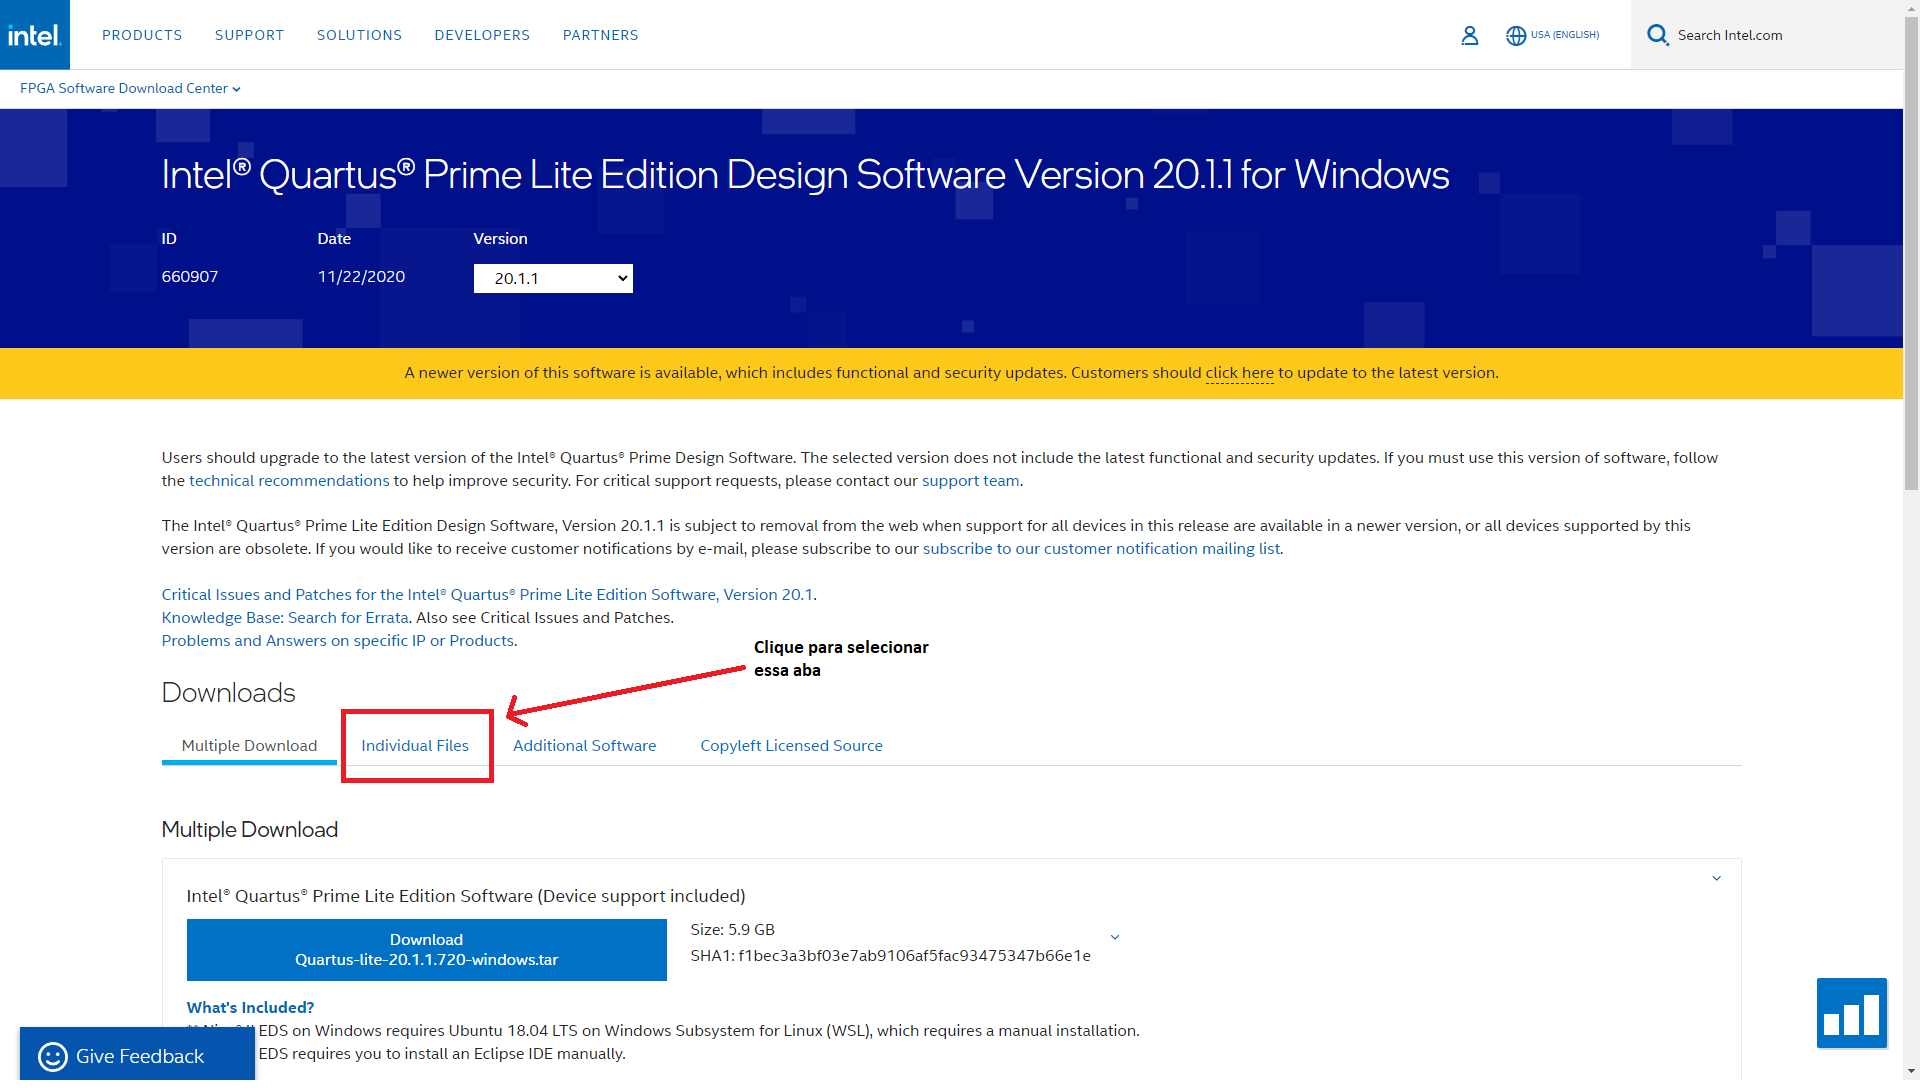 intel.
PRODUCTS
SUPPORT
SOLUTIONS
DEVELOPERS
PARTNERS
USA (ENGLISH)
Search Intel.com
FPGA Software Download Center
Intel® Quartus® Prime Lite Edition Design Software Version 20.1.1 for Windows
ID
Date
Version
660907
11/22/2020
20.1.1
A newer version of this software is available, which includes functional and security updates. Customers should click here to update to the latest version.
Users should upgrade to the latest version of the Intel® Quartus® Prime Design Software. The selected version does not include the latest functional and security updates. If you must use this version of software, follow
the technical recommendations to help improve security. For critical support requests, please contact our support team.
The Intel® Quartus® Prime Lite Edition Design Software, Version 20.1.1 is subject to removal from the web when support for all devices in this release are available in a newer version, or all devices supported by this
version are obsolete. If you would like to receive customer notifications by e-mail, please subscribe to our subscribe to our customer notification mailing list.
Critical Issues and Patches for the Intel® Quartus® Prime Lite Edition Software, Version 20.1.
Knowledge Base: Search for Errata. Also see Critical Issues and Patches.
Problems and Answers on specific IP or Products.
Clique para selecionar
essa aba
Downloads
Multiple Download
Individual Files
Additional Software
Copyleft Licensed Source
Multiple Download
Intel® Quartus® Prime Lite Edition Software (Device support included)
Download
Quartus-lite-20.1.1.720-windows.tar
Size: 5.9 GB
SHA1: f1bec3a3bf03e7ab9106af5fac93475347b66e1e
What's Included?
EDS on Windows requires Ubuntu 18.04 LTS on Windows Subsystem for Linux (WSL), which requires a manual installation.
EDS requires you to install an Eclipse IDE manually.
Give Feedback